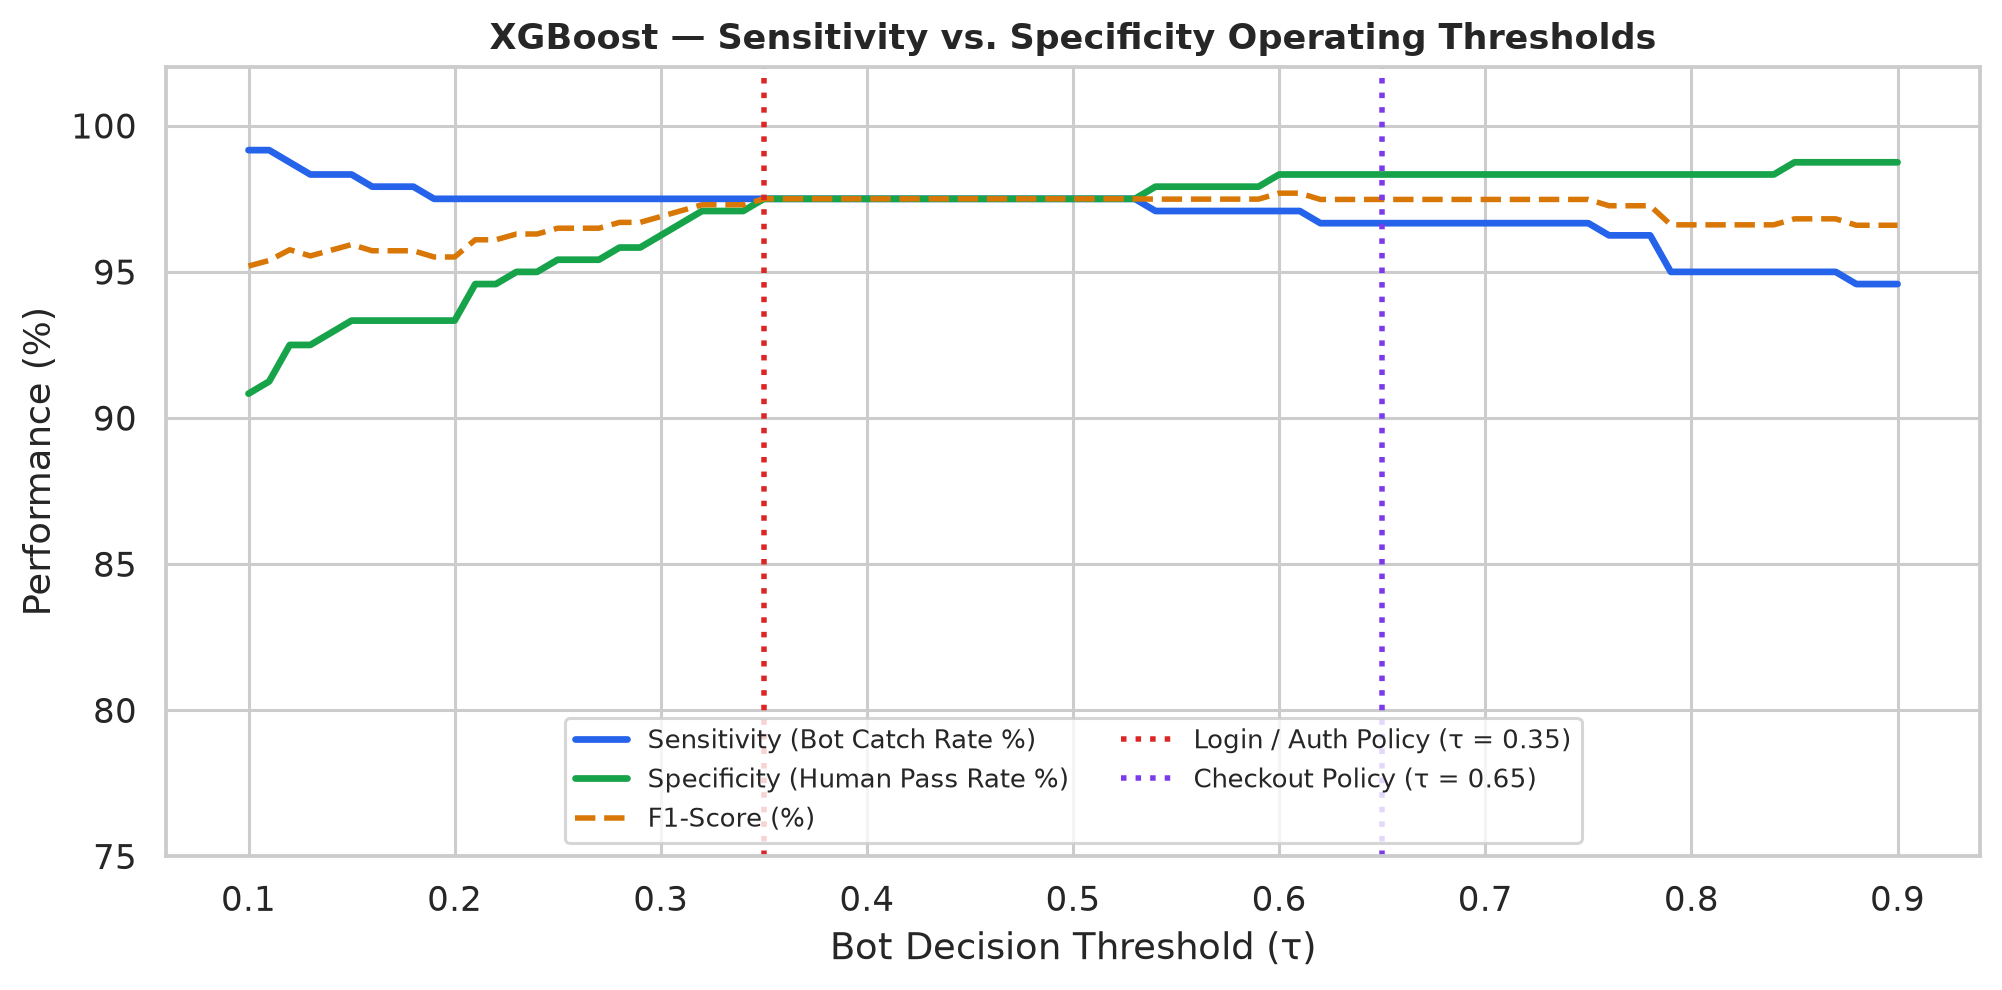 XGBoost — Sensitivity vs. Specificity Operating Thresholds
Performance (%)
100
95
90
85
80
75
Sensitivity (Bot Catch Rate %)
Specificity (Human Pass Rate %)
F1-Score (%)
Login / Auth Policy (τ = 0.35)
Checkout Policy (τ = 0.65)
0.1 0.2 0.3 0.4 0.5 0.6 0.7 0.8 0.9
Bot Decision Threshold (τ)